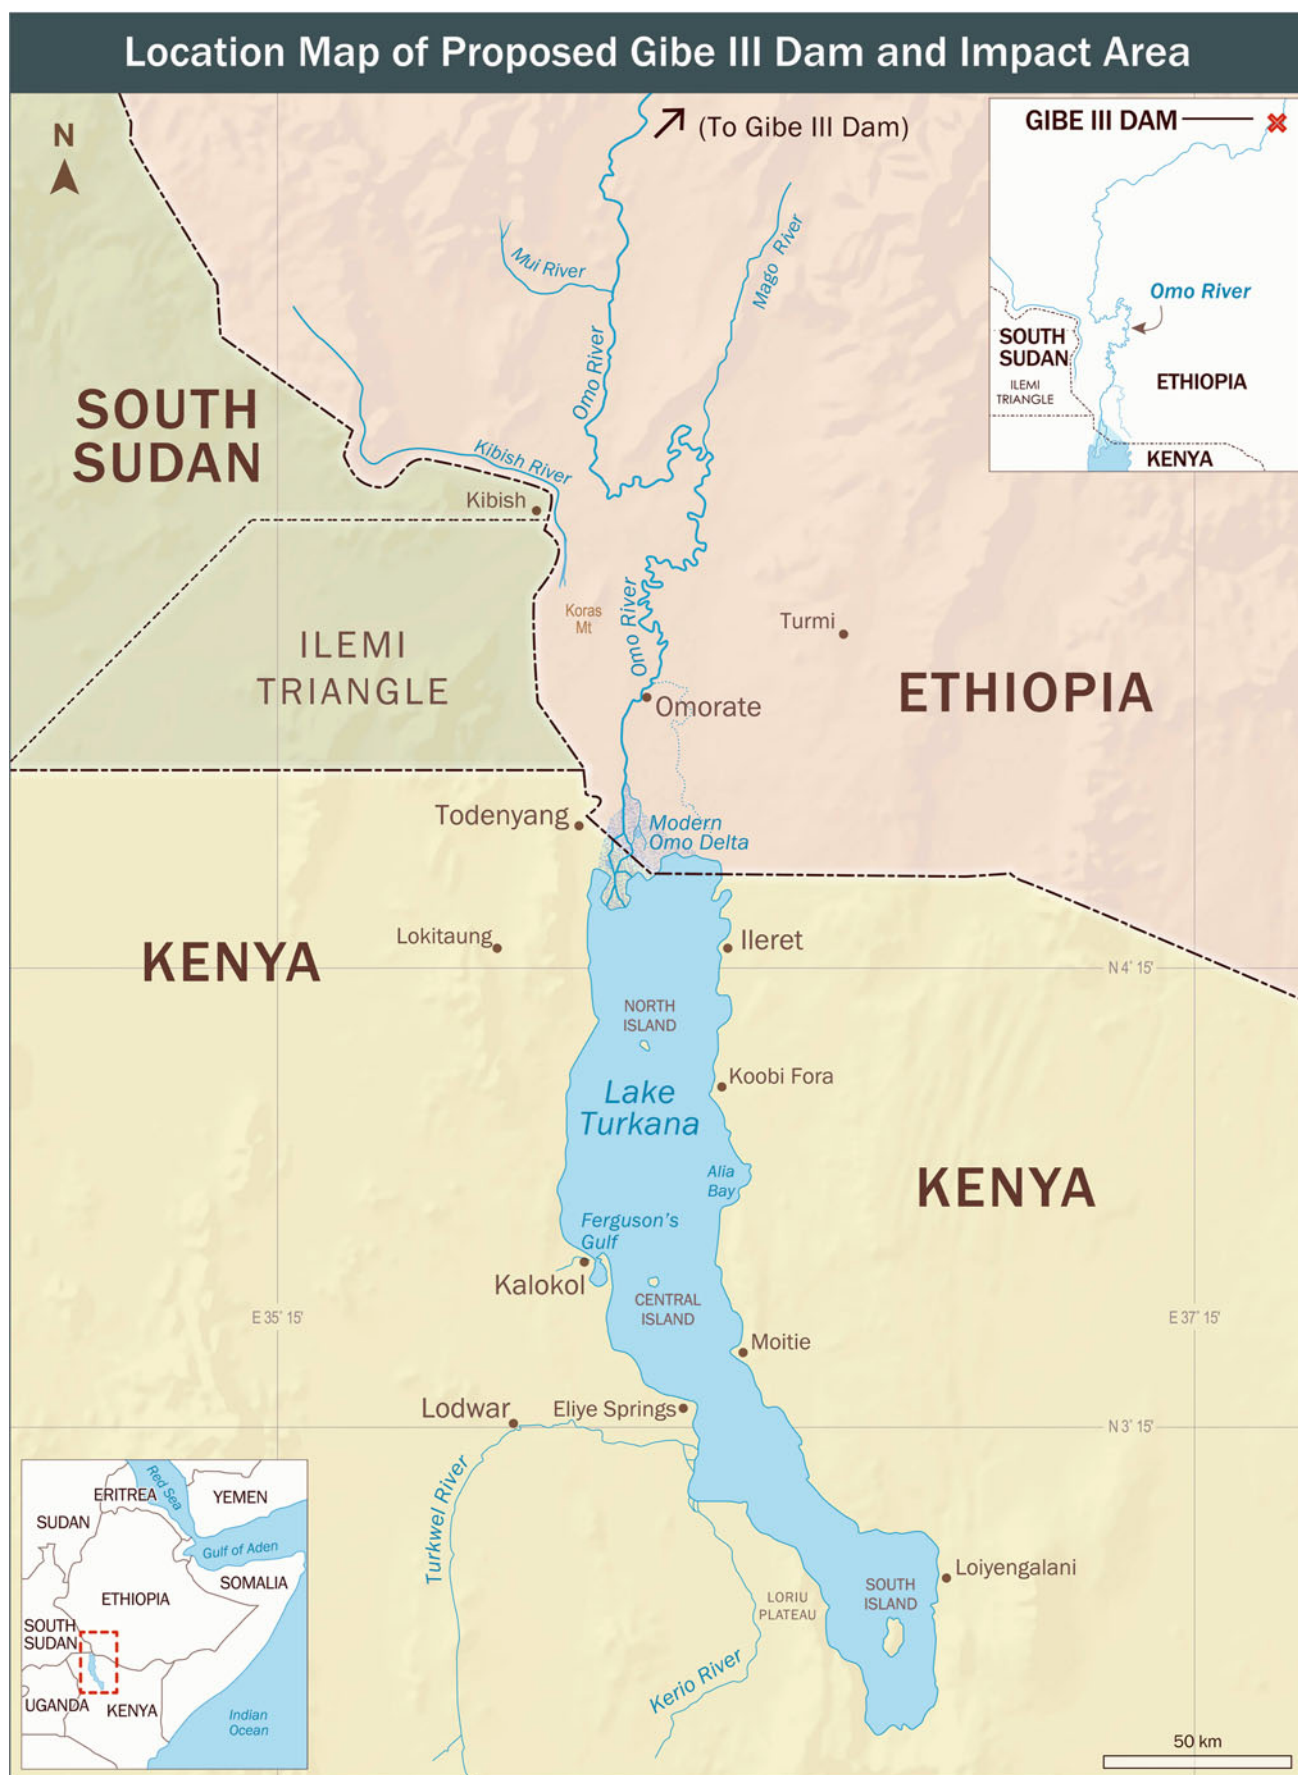 Location Map of Proposed Gibe III Dam and Impact Area
N
(To Gibe III Dam)
GIBE III DAM
Omo River
SOUTH
SUDAN
ILEMI
TRIANGLE
ETHIOPIA
KENYA
Mui River
Mago River
Omo River
SOUTH
SUDAN
Kibish River
Kibish
ILEMI
TRIANGLE
Koras
Mt
Omo River
Turmi
ETHIOPIA
Omorate
Todenyang
Modern
Omo Delta
Lokitaung
Ileret
KENYA
N 4° 15'
NORTH
ISLAND
Koobi Fora
Lake
Turkana
Alia
Bay
KENYA
Ferguson's
Gulf
Kalokol
CENTRAL
ISLAND
E 35° 15'
E 37° 15'
Moitie
Lodwar
Eliye Springs
N 3° 15'
Turkwel River
Loiyengalani
LORIU
PLATEAU
SOUTH
ISLAND
Kerio River
Red Sea
ERITREA
YEMEN
SUDAN
Gulf of Aden
SOMALIA
ETHIOPIA
SOUTH
SUDAN
UGANDA
KENYA
Indian
Ocean
50 km